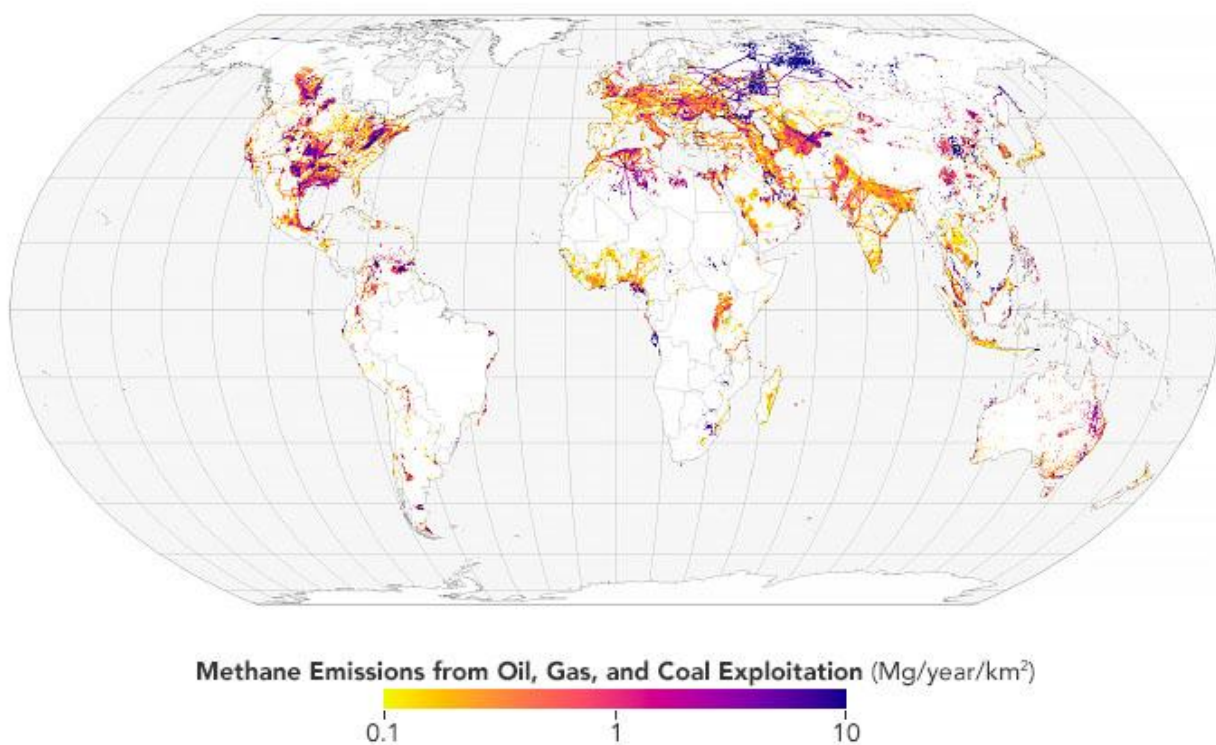 Methane Emissions from Oil, Gas, and Coal Exploitation (Mg/year/km²)
0.1 1 10